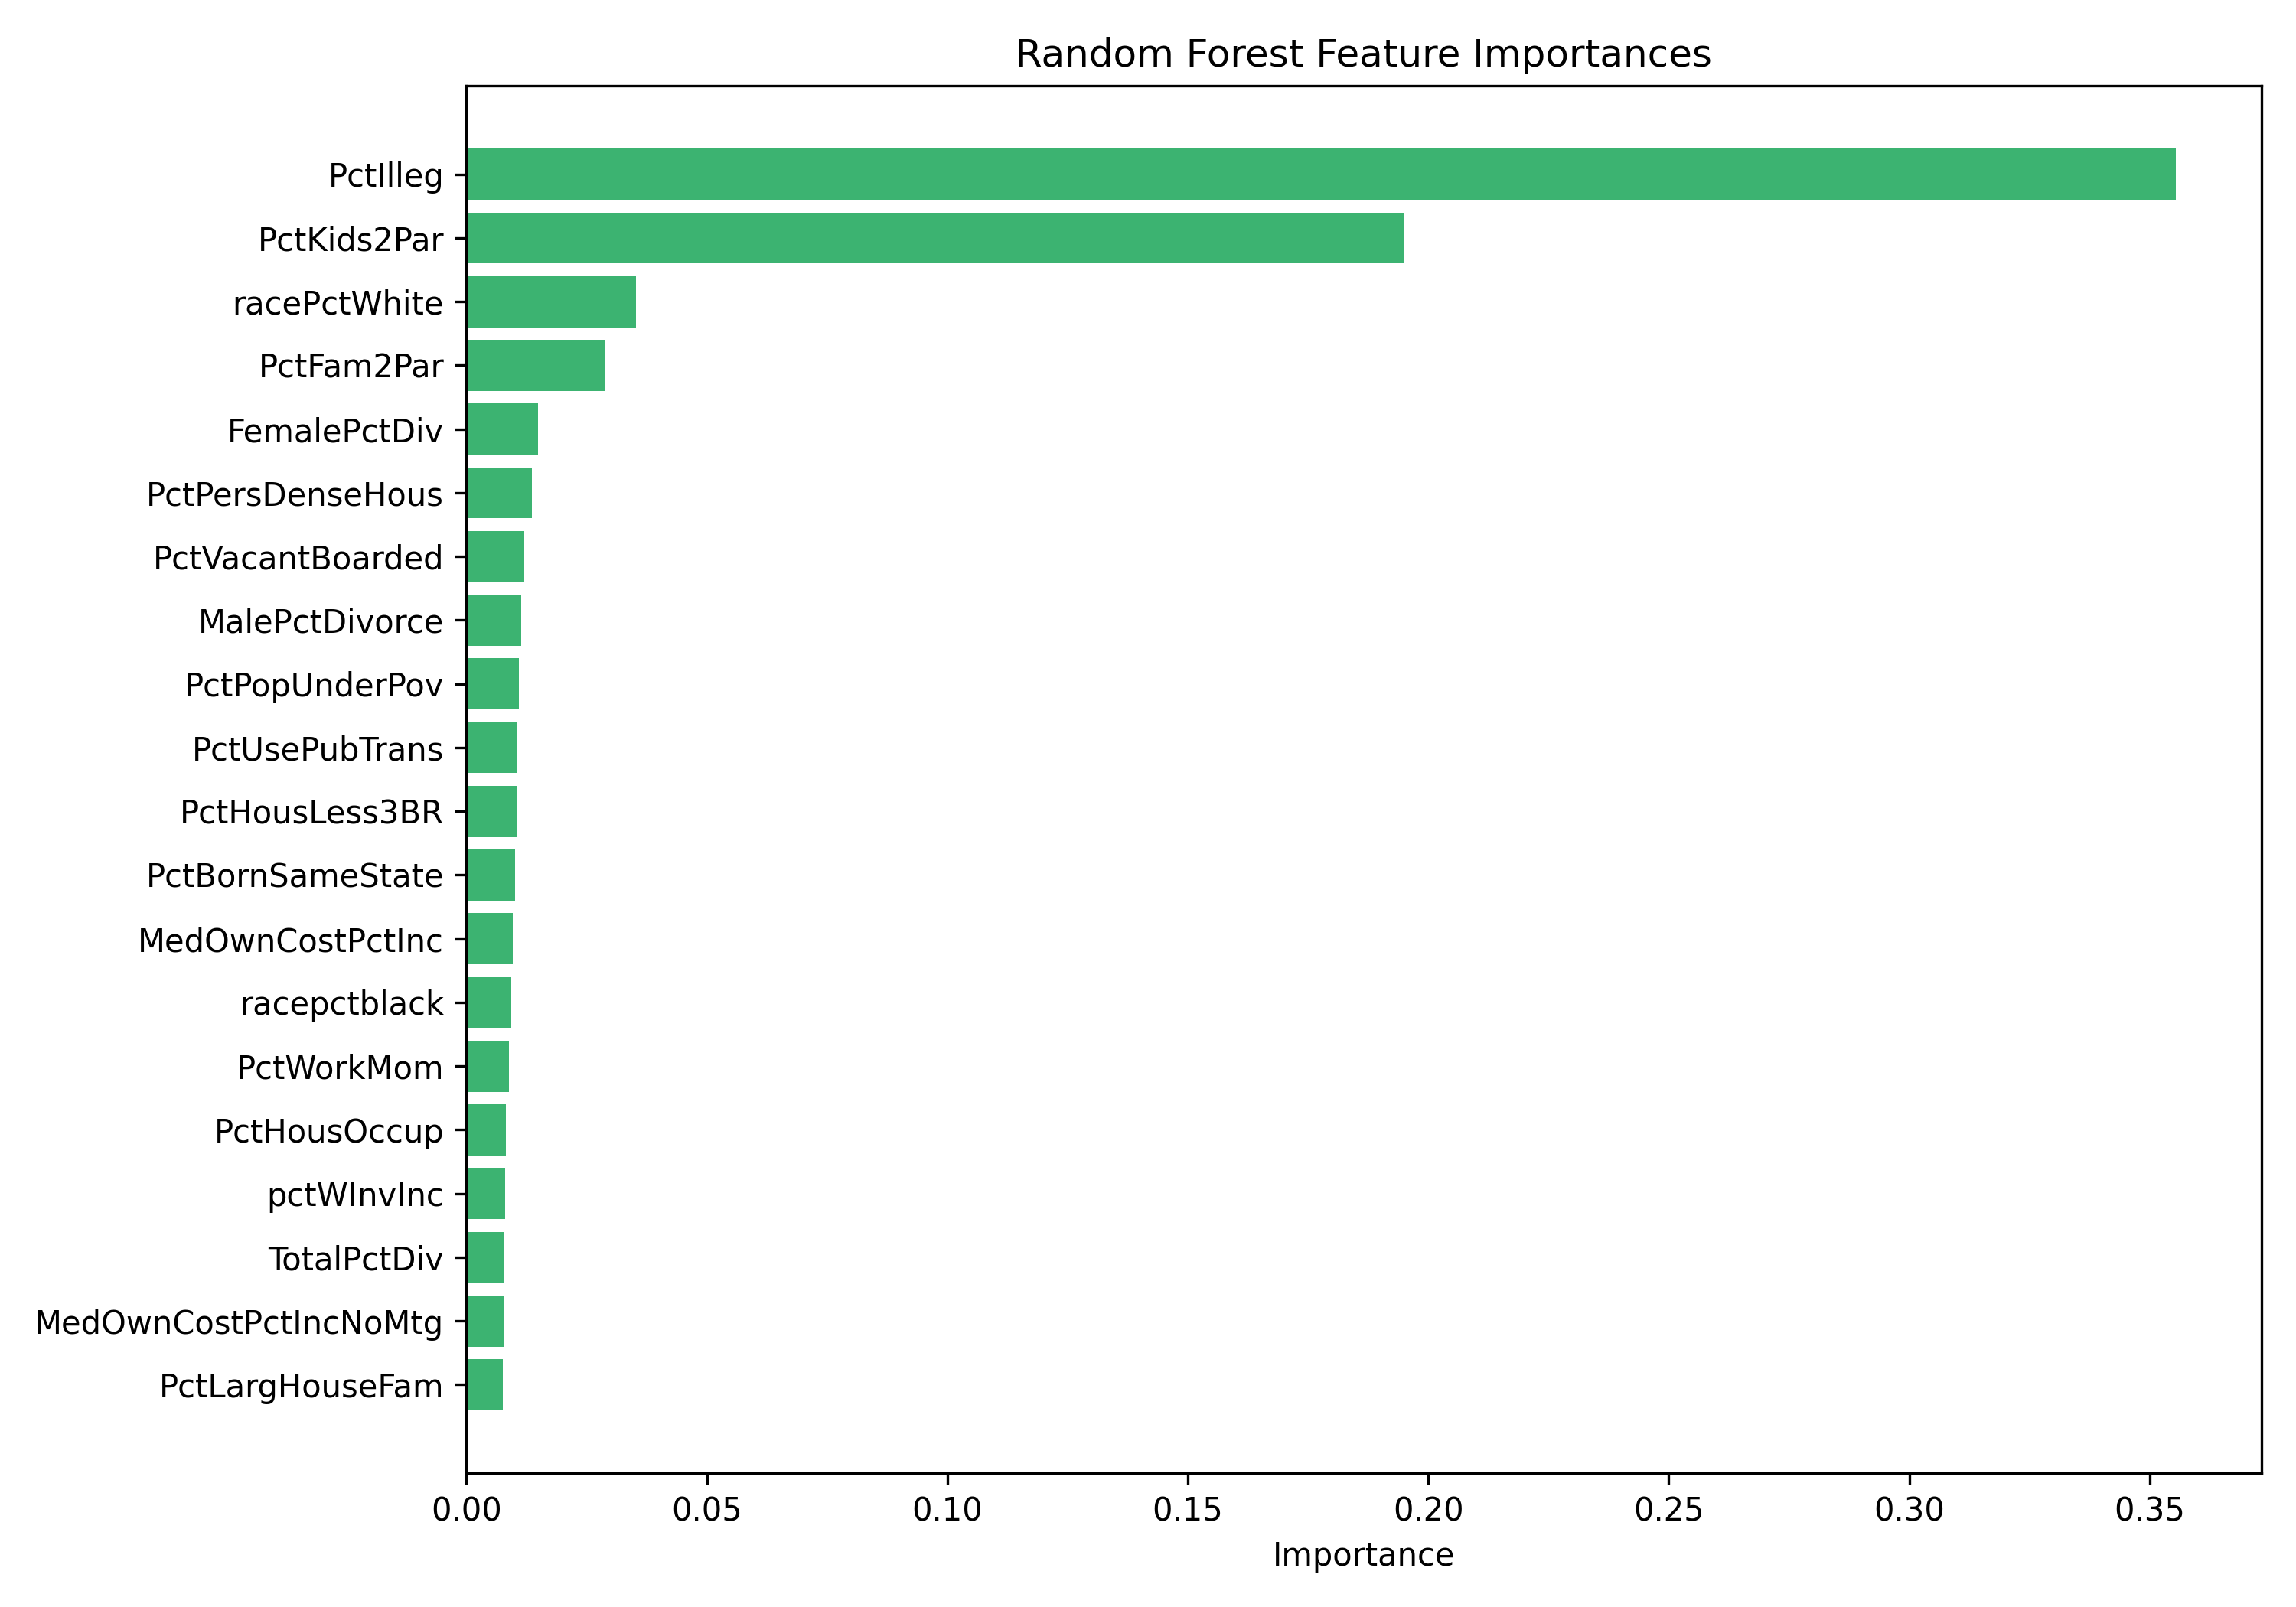 Random Forest Feature Importances
PctIlleg
PctKids2Par
racePctWhite
PctFam2Par
FemalePctDiv
PctPersDenseHous
PctVacantBoarded
MalePctDivorce
PctPopUnderPov
PctUsePubTrans
PctHousLess3BR
PctBornSameState
MedOwnCostPctInc
racepctblack
PctWorkMom
PctHousOccup
pctWInvInc
TotalPctDiv
MedOwnCostPctIncNoMtg
PctLargHouseFam
0.00 0.05 0.10 0.15 0.20 0.25 0.30 0.35
Importance